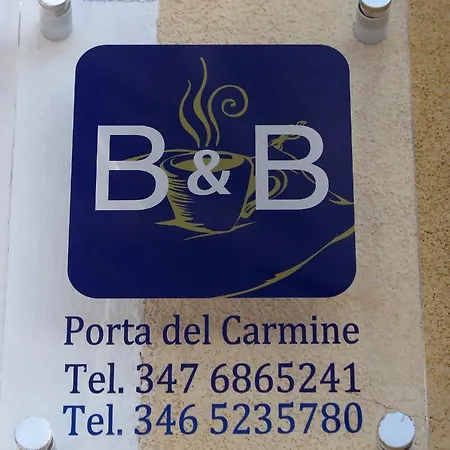 B & B
Porta del Carmine
Tel. 347 6865241
Tel. 346 5235780